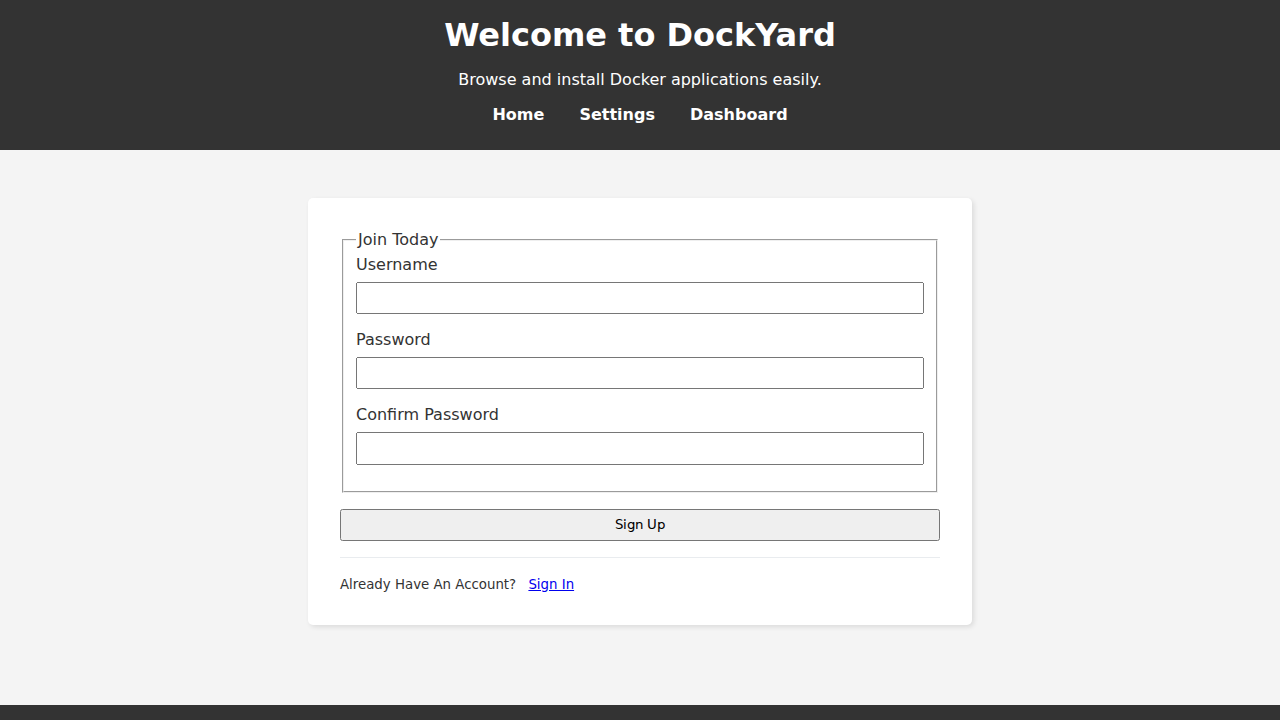 Welcome to DockYard
Browse and install Docker applications easily.
Home Settings Dashboard
Join Today
Username
Password
Confirm Password
Sign Up
Already Have An Account? Sign In